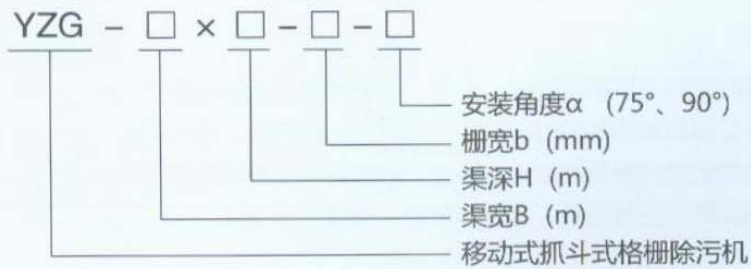 YZG - □ × □ - □ - □
安装角度α (75°、90°)
栅宽b (mm)
渠深H (m)
渠宽B (m)
移动式抓斗式格栅除污机